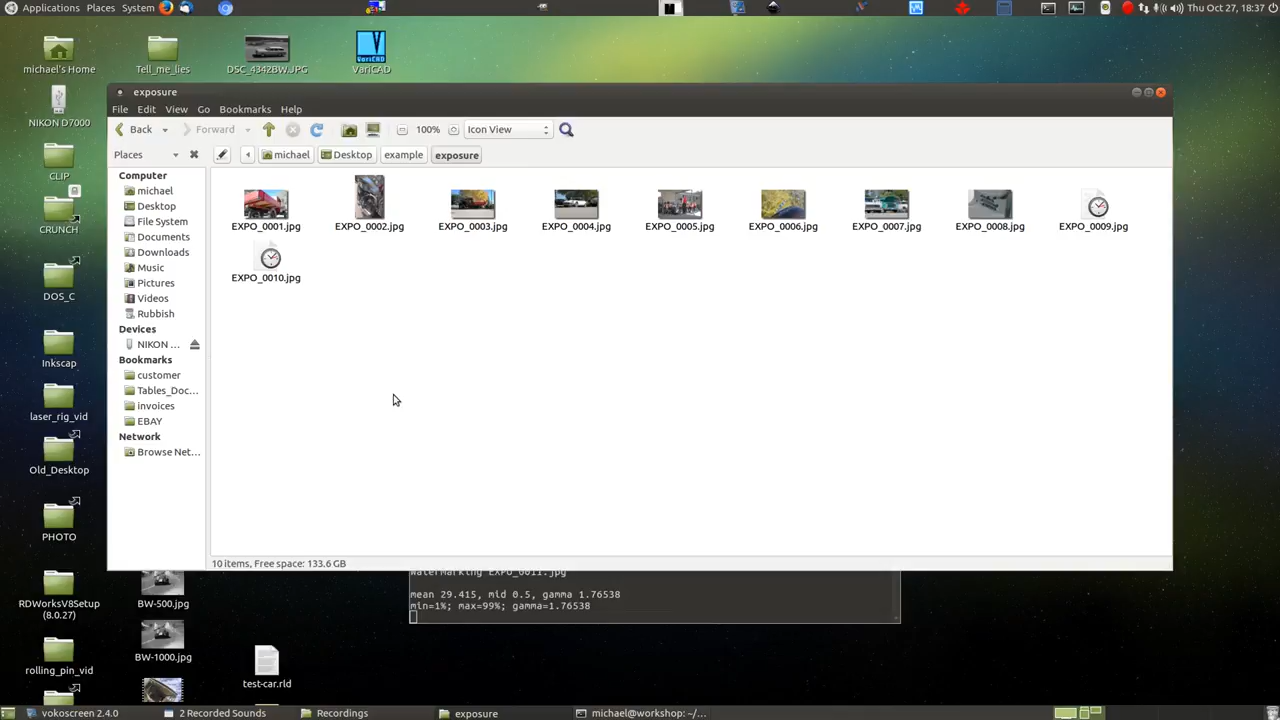 Applications Places System
Thu Oct 27, 18:37
michael's Home
Tell_me_lies
DSC_4342BW.JPG
VariCAD
NIKON D7000
CLIP
CRUNCH
DOS_C
Inkscap
laser_rig_vid
Old_Desktop
PHOTO
RDWorksV8Setup
(8.0.27)
rolling_pin_vid
BW-500.jpg
BW-1000.jpg
test-car.rld
exposure
File Edit View Go Bookmarks Help
Back Forward 100% Icon View
Places michael Desktop example exposure
Computer
michael
Desktop
File System
Documents
Downloads
Music
Pictures
Videos
Rubbish
Devices
NIKON ...
Bookmarks
customer
Tables_Doc...
invoices
EBAY
Network
Browse Net...
EXPO_0001.jpg EXPO_0002.jpg EXPO_0003.jpg EXPO_0004.jpg EXPO_0005.jpg EXPO_0006.jpg EXPO_0007.jpg EXPO_0008.jpg EXPO_0009.jpg
EXPO_0010.jpg
10 items, Free space: 133.6 GB
Watermarking EXPO_0011.jpg
mean 29.415, mid 0.5, gamma 1.76538
min=1%; max=99%; gamma=1.76538
vokoscreen 2.4.0 2 Recorded Sounds Recordings exposure michael@workshop: ~/...